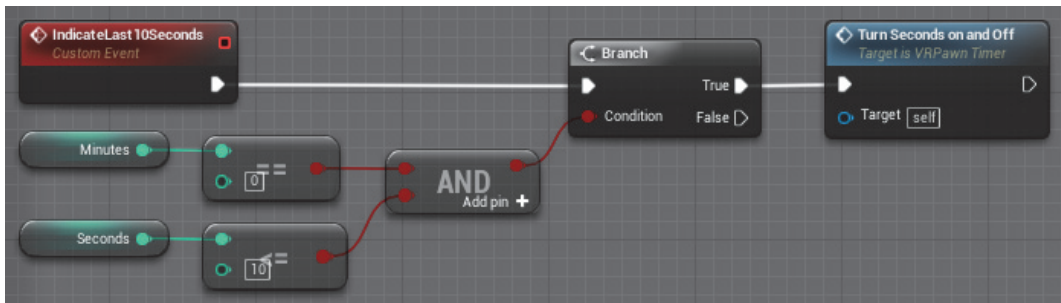 IndicateLast10Seconds
Custom Event
Branch
True
Condition
False
Turn Seconds on and Off
Target is VRPawn Timer
Target self
Minutes
==
0
AND
Add pin +
Seconds
<=
10